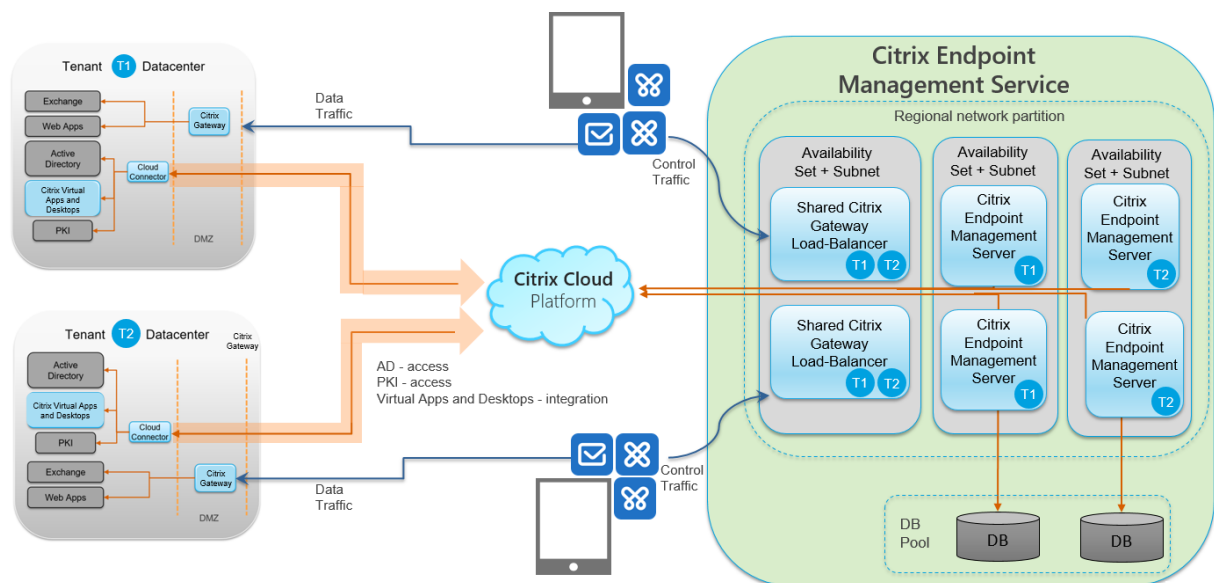 Tenant T1 Datacenter
Exchange
Web Apps
Active
Directory
Citrix Virtual
Apps and
Desktops
PKI
Cloud
Connector
Citrix
Gateway
DMZ
Data
Traffic
Control
Traffic
Tenant T2 Datacenter
Citrix
Gateway
Active
Directory
Citrix Virtual Apps
and Desktops
PKI
Cloud
Connector
Exchange
Web Apps
Citrix
Gateway
DMZ
Data
Traffic
Control
Traffic
Citrix Cloud
Platform
AD - access
PKI - access
Virtual Apps and Desktops - integration
Citrix Endpoint
Management Service
Regional network partition
Availability
Set + Subnet
Shared Citrix
Gateway
Load-Balancer
T1 T2
Shared Citrix
Gateway
Load-Balancer
T1 T2
Availability
Set + Subnet
Citrix
Endpoint
Management
Server
T1
Citrix
Endpoint
Management
Server
T1
Availability
Set + Subnet
Citrix
Endpoint
Management
Server
T2
Citrix
Endpoint
Management
Server
T2
DB
Pool
DB
DB